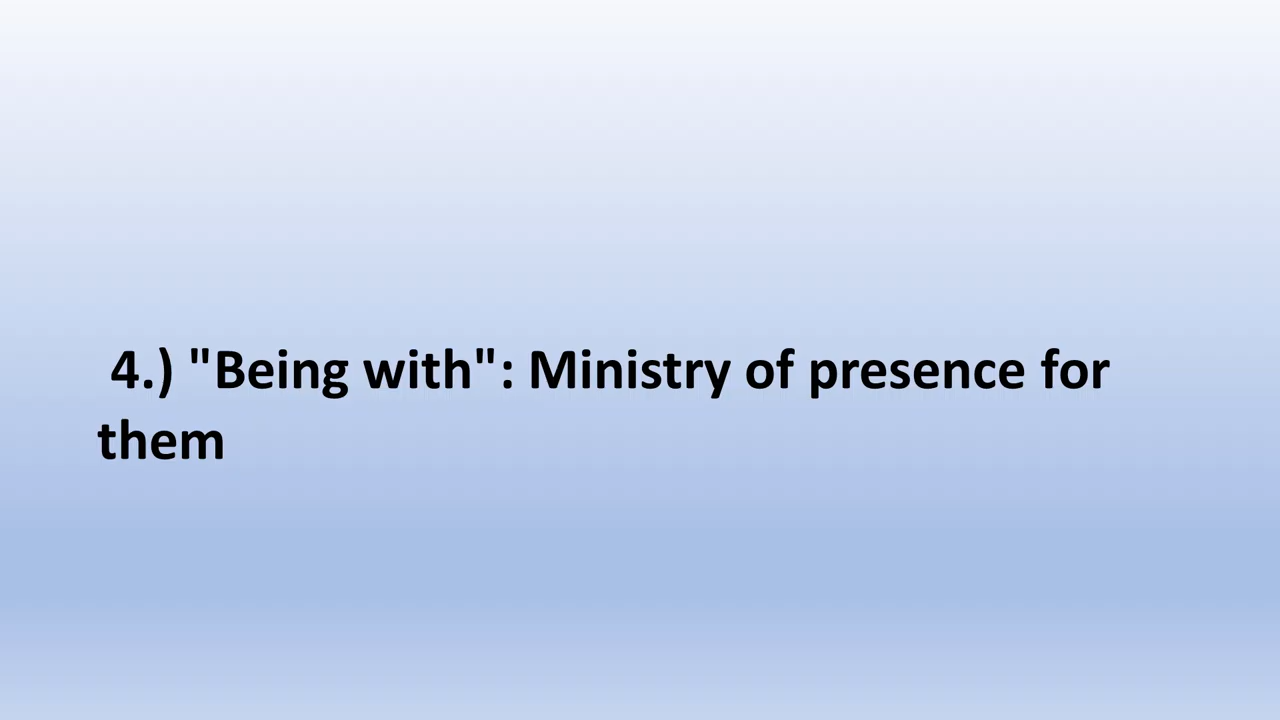 4.) "Being with": Ministry of presence for
them